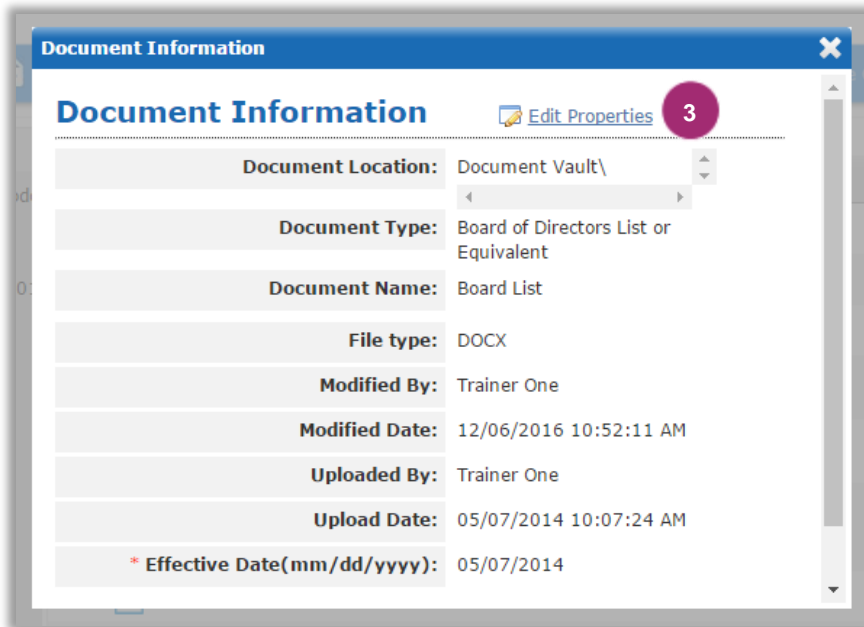 Document Information
Document Information Edit Properties 3
Document Location: Document Vault\
Document Type: Board of Directors List or
Equivalent
Document Name: Board List
File type: DOCX
Modified By: Trainer One
Modified Date: 12/06/2016 10:52:11 AM
Uploaded By: Trainer One
Upload Date: 05/07/2014 10:07:24 AM
* Effective Date(mm/dd/yyyy): 05/07/2014